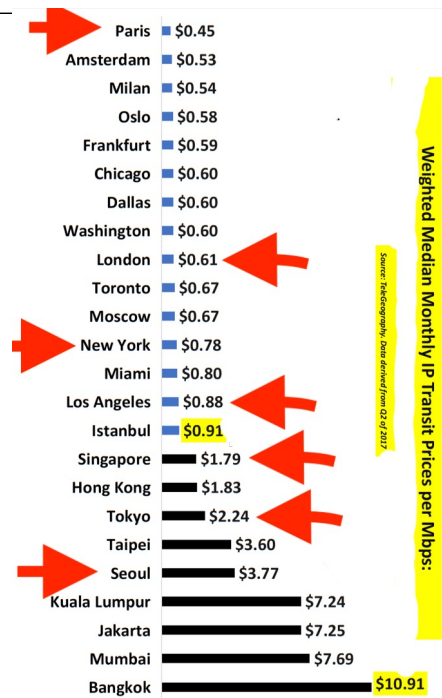 Paris $0.45
Amsterdam $0.53
Milan $0.54
Oslo $0.58
Frankfurt $0.59
Chicago $0.60
Dallas $0.60
Washington $0.60
London $0.61
Toronto $0.67
Moscow $0.67
New York $0.78
Miami $0.80
Los Angeles $0.88
Istanbul $0.91
Singapore $1.79
Hong Kong $1.83
Tokyo $2.24
Taipei $3.60
Seoul $3.77
Kuala Lumpur $7.24
Jakarta $7.25
Mumbai $7.69
Bangkok $10.91
Weighted Median Monthly IP Transit Prices per Mbps:
Source: TeleGeography. Data derived from Q2 of 2017